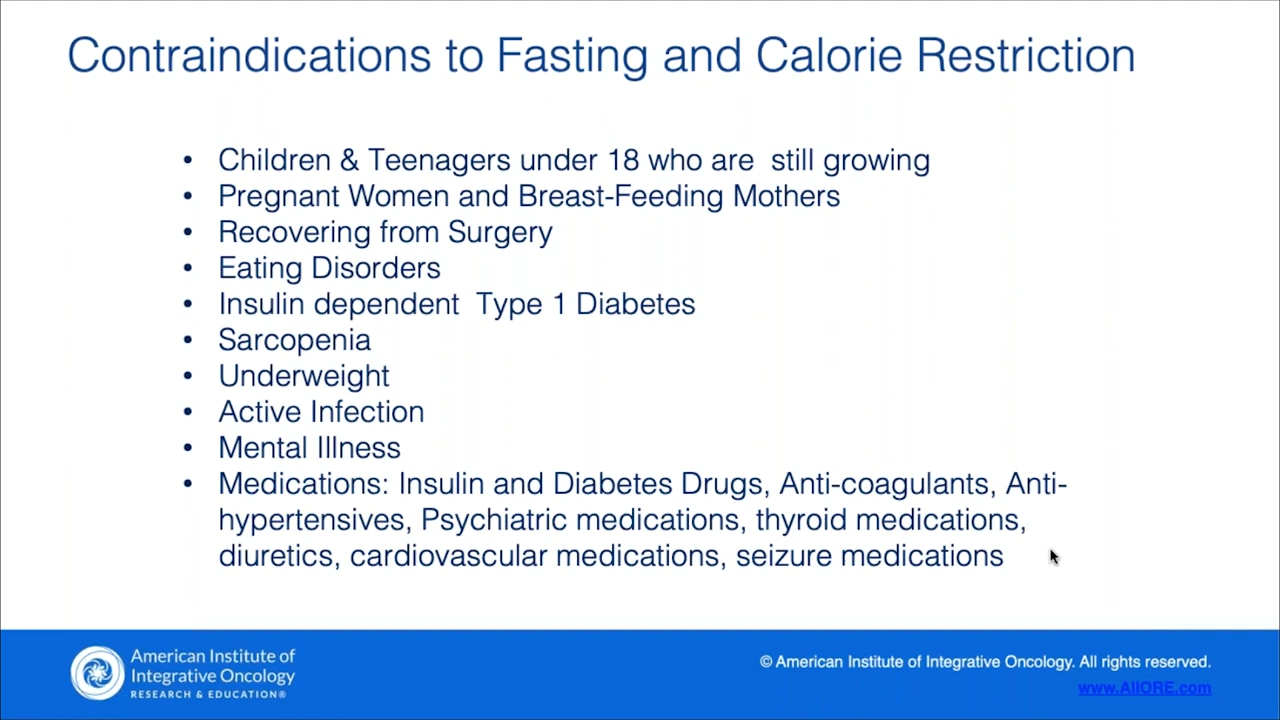 Contraindications to Fasting and Calorie Restriction
• Children & Teenagers under 18 who are  still growing
• Pregnant Women and Breast-Feeding Mothers
• Recovering from Surgery
• Eating Disorders
• Insulin dependent  Type 1 Diabetes
• Sarcopenia
• Underweight
• Active Infection
• Mental Illness
• Medications: Insulin and Diabetes Drugs, Anti-coagulants, Anti-
hypertensives, Psychiatric medications, thyroid medications,
diuretics, cardiovascular medications, seizure medications
American Institute of
Integrative Oncology
RESEARCH & EDUCATION®
© American Institute of Integrative Oncology. All rights reserved.
www.AIIORE.com